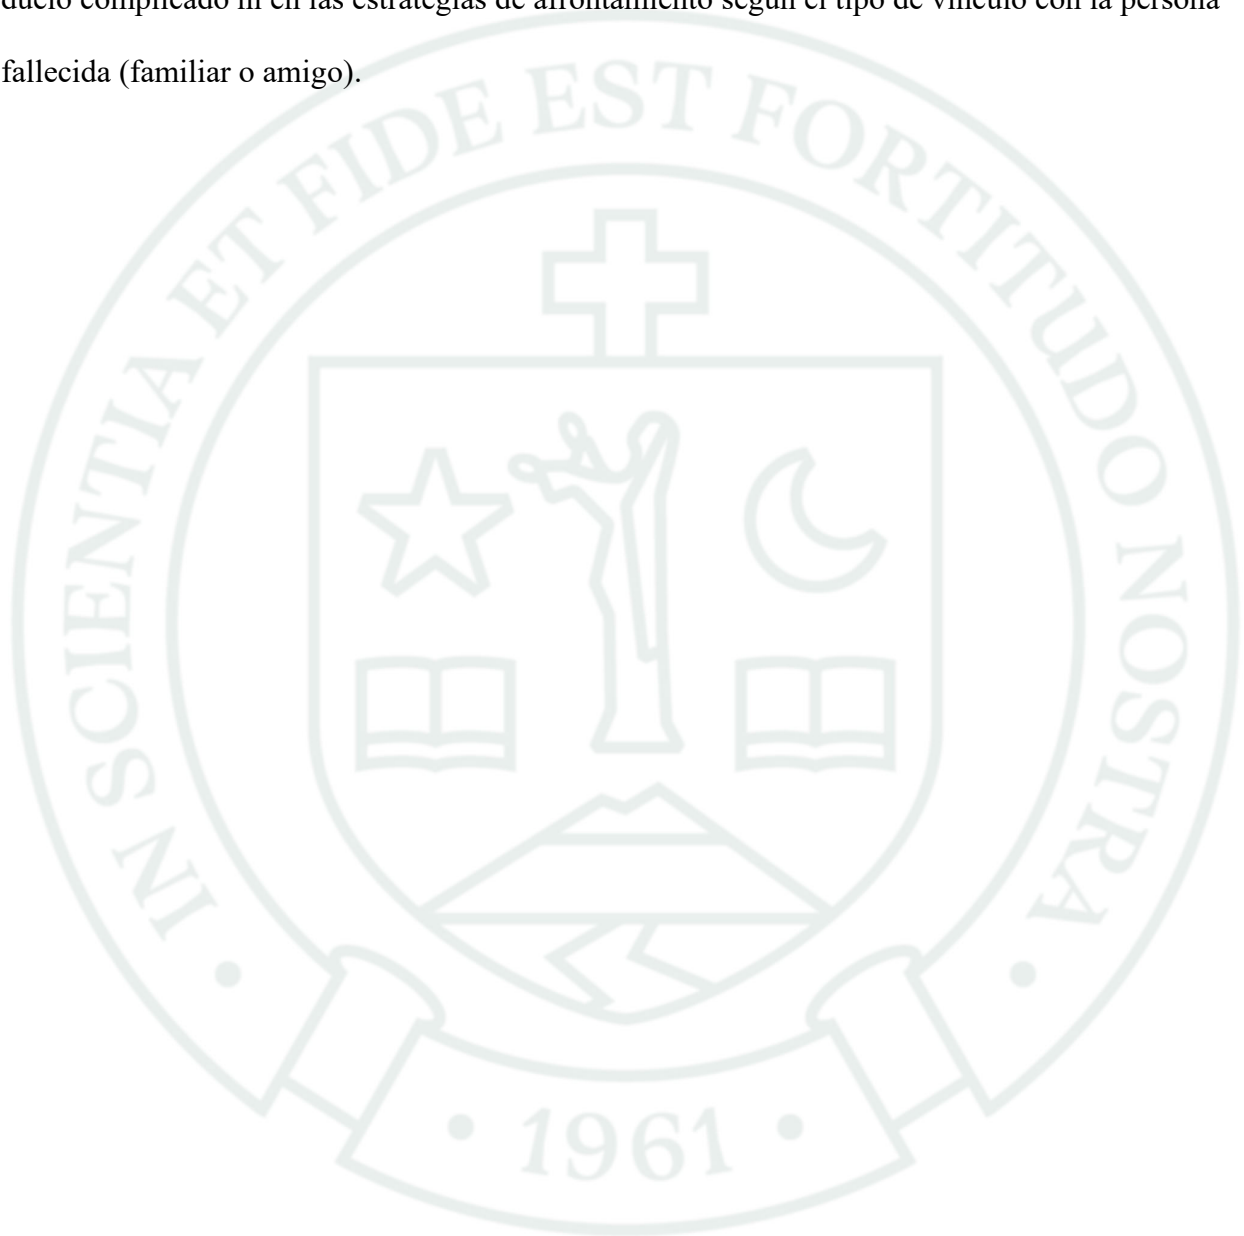 duelo complicado ni en las estrategias de afrontamiento según el tipo de vínculo con la persona
fallecida (familiar o amigo).
IN SCIENTIA ET FIDE EST FORTITUDO NOSTRA
1961